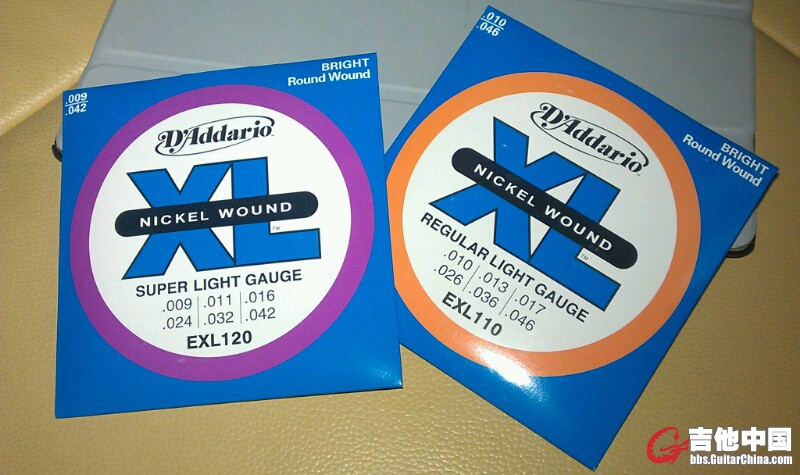 .009
.042
BRIGHT
Round Wound
D'Addario
XL
NICKEL WOUND
TM
SUPER LIGHT GAUGE
.009 .011 .016
.024 .032 .042
EXL120
.010
.046
BRIGHT
Round Wound
D'Addario
XL
NICKEL WOUND
TM
REGULAR LIGHT GAUGE
.010 .013 .017
.026 .036 .046
EXL110
吉他中国
bbs.GuitarChina.com